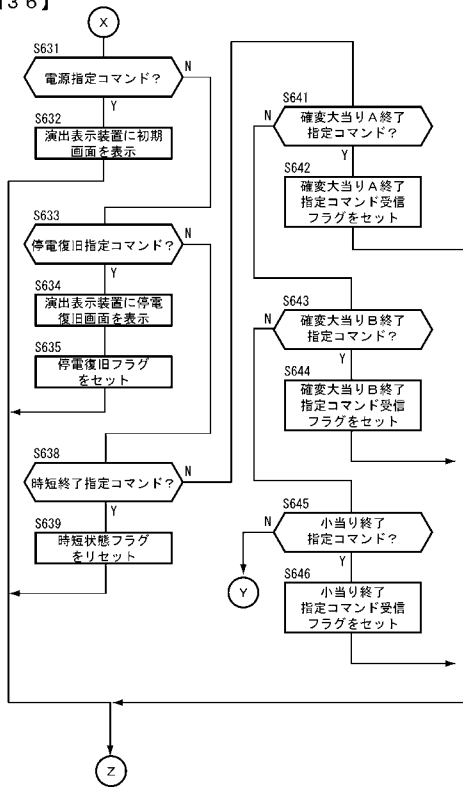 ３６】
X
S631
電源指定コマンド？
N
Y
S632
演出表示装置に初期
画面を表示
S633
停電復旧指定コマンド？
N
Y
S634
演出表示装置に停電
復旧画面を表示
S635
停電復旧フラグ
をセット
S638
時短終了指定コマンド？
N
Y
S639
時短状態フラグ
をリセット
S641
確変大当りＡ終了
指定コマンド？
N
Y
S642
確変大当りＡ終了
指定コマンド受信
フラグをセット
S643
確変大当りＢ終了
指定コマンド？
N
Y
S644
確変大当りＢ終了
指定コマンド受信
フラグをセット
S645
小当り終了
指定コマンド？
N
Y
Y
S646
小当り終了
指定コマンド受信
フラグをセット
Z